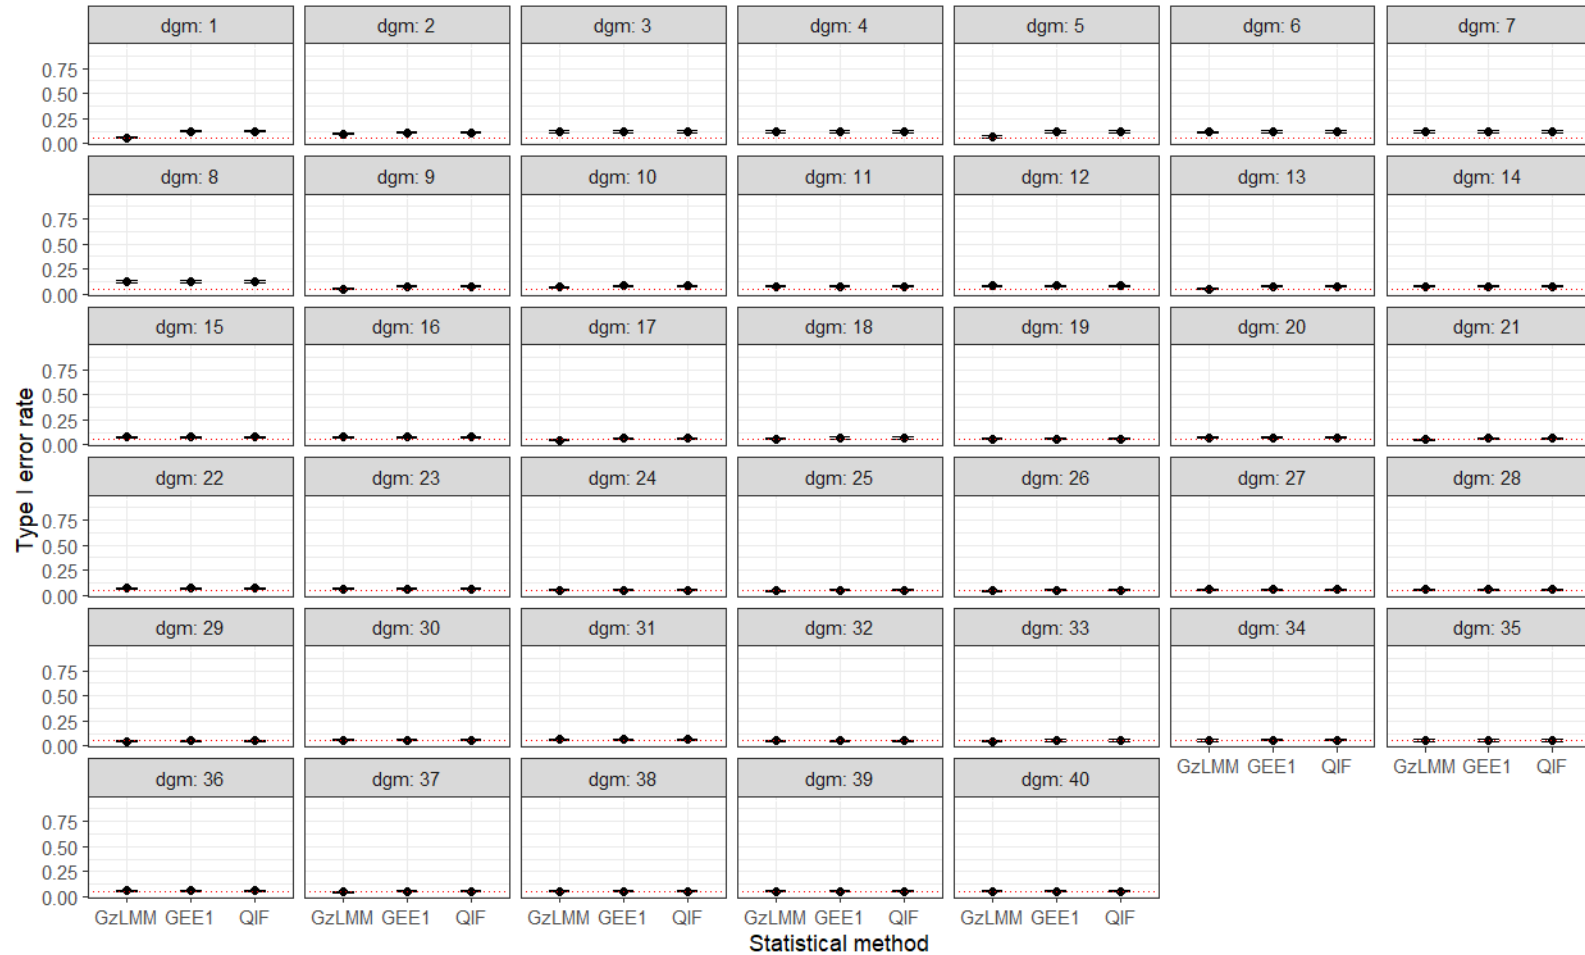 dgm: 1 dgm: 2 dgm: 3 dgm: 4 dgm: 5 dgm: 6 dgm: 7
0.75
0.50
0.25
0.00
dgm: 8 dgm: 9 dgm: 10 dgm: 11 dgm: 12 dgm: 13 dgm: 14
0.75
0.50
0.25
0.00
dgm: 15 dgm: 16 dgm: 17 dgm: 18 dgm: 19 dgm: 20 dgm: 21
0.75
0.50
0.25
0.00
Type I error rate
dgm: 22 dgm: 23 dgm: 24 dgm: 25 dgm: 26 dgm: 27 dgm: 28
0.75
0.50
0.25
0.00
dgm: 29 dgm: 30 dgm: 31 dgm: 32 dgm: 33 dgm: 34 dgm: 35
0.75
0.50
0.25
0.00
GzLMM GEE1 QIF GzLMM GEE1 QIF
dgm: 36 dgm: 37 dgm: 38 dgm: 39 dgm: 40
0.75
0.50
0.25
0.00
GzLMM GEE1 QIF GzLMM GEE1 QIF GzLMM GEE1 QIF GzLMM GEE1 QIF GzLMM GEE1 QIF
Statistical method